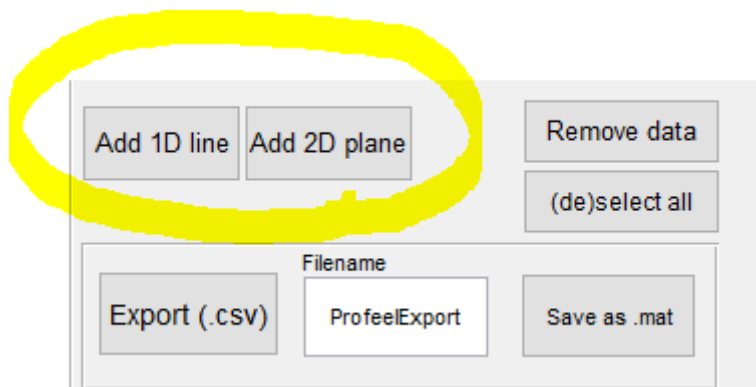 Add 1D line
Add 2D plane
Remove data
(de)select all
Filename
Export (.csv)
ProfeelExport
Save as .mat